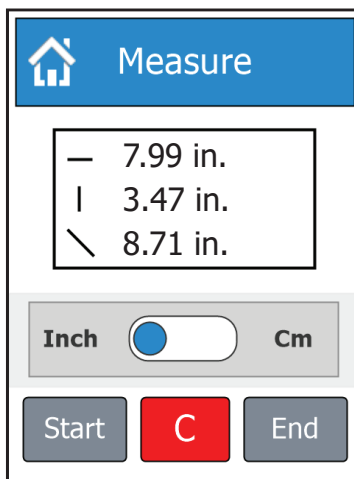 Measure
— 7.99 in.
| 3.47 in.
\ 8.71 in.
Inch Cm
Start C End